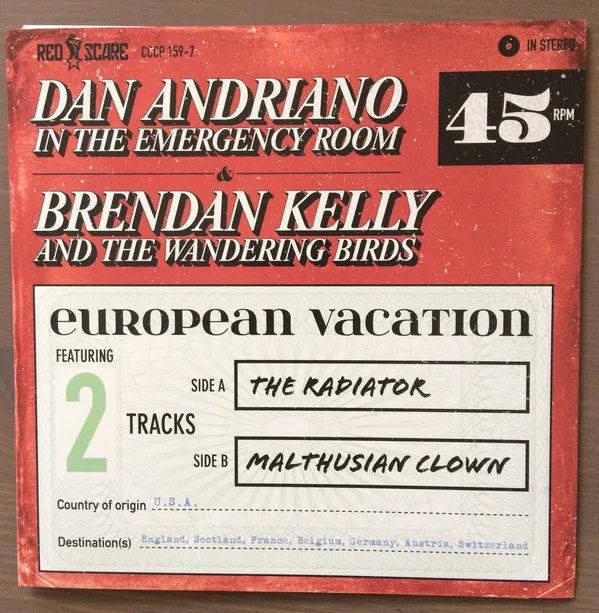 RED SCARE CCCP 159-7 IN STEREO
DAN ANDRIANO
IN THE EMERGENCY ROOM
45 RPM
&
BRENDAN KELLY
AND THE WANDERING BIRDS
european vacation
FEATURING
2
TRACKS
SIDE A THE RADIATOR
SIDE B MALTHUSIAN CLOWN
Country of origin U.S.A.
Destination(s) England, Scotland, France, Belgium, Germany, Austria, Switzerland